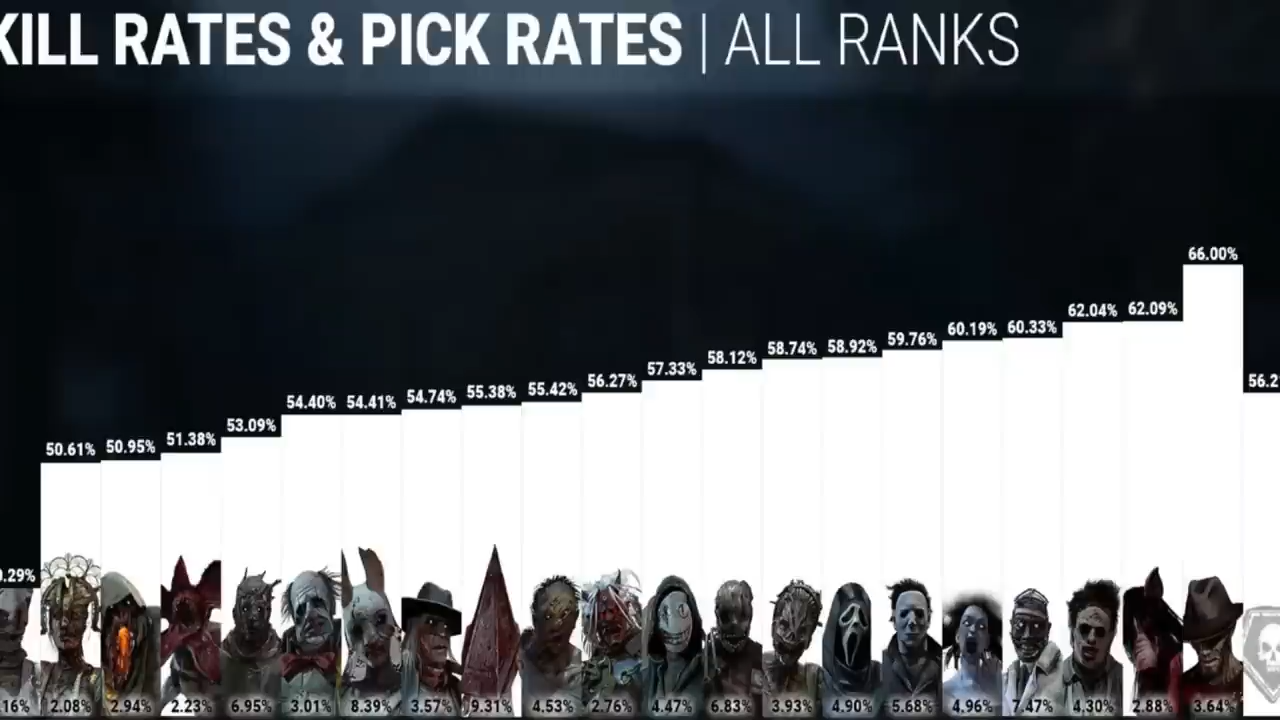 KILL RATES & PICK RATES | ALL RANKS
66.00%
62.04% 62.09%
60.19% 60.33%
58.74% 58.92% 59.76%
57.33% 58.12%
55.38% 55.42% 56.27% 56.2
54.40% 54.41% 54.74%
53.09%
50.61% 50.95% 51.38%
.29%
.16% 2.08% 2.94% 2.23% 6.95% 3.01% 8.39% 3.57% 9.31% 4.53% 2.76% 4.47% 6.83% 3.93% 4.90% 5.68% 4.96% 7.47% 4.30% 2.88% 3.64%